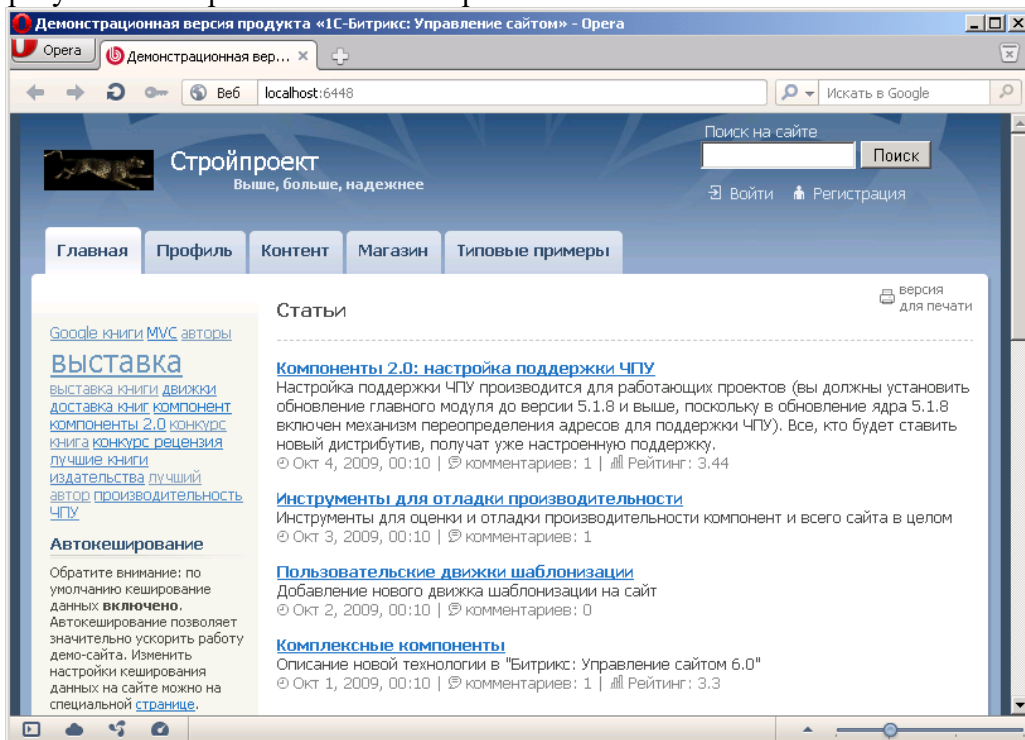 Демонстрационная версия продукта «1С-Битрикс: Управление сайтом» - Opera
Opera
Демонстрационная вер...
Веб
localhost:6448
Искать в Google
Стройпроект
Выше, больше, надежнее
Поиск на сайте
Поиск
Войти
Регистрация
Главная
Профиль
Контент
Магазин
Типовые примеры
версия
для печати
Google книги MVC авторы
выставка
выставка книги движки
доставка книг компонент
компоненты 2.0 конкурс
книга конкурс рецензия
лучшие книги
издательства лучший
автор производительность
ЧПУ
Автокеширование
Обратите внимание: по
умолчанию кеширование
данных включено.
Автокеширование позволяет
значительно ускорить работу
демо-сайта. Изменить
настройки кеширования
данных на сайте можно на
специальной странице.
Статьи
Компоненты 2.0: настройка поддержки ЧПУ
Настройка поддержки ЧПУ производится для работающих проектов (вы должны установить
обновление главного модуля до версии 5.1.8 и выше, поскольку в обновление ядра 5.1.8
включен механизм переопределения адресов для поддержки ЧПУ). Все, кто будет ставить
новый дистрибутив, получат уже настроенную поддержку.
Окт 4, 2009, 00:10 | комментариев: 1 | Рейтинг: 3.44
Инструменты для отладки производительности
Инструменты для оценки и отладки производительности компонент и всего сайта в целом
Окт 3, 2009, 00:10 | комментариев: 1
Пользовательские движки шаблонизации
Добавление нового движка шаблонизации на сайт
Окт 2, 2009, 00:10 | комментариев: 0
Комплексные компоненты
Описание новой технологии в "Битрикс: Управление сайтом 6.0"
Окт 1, 2009, 00:10 | комментариев: 1 | Рейтинг: 3.3